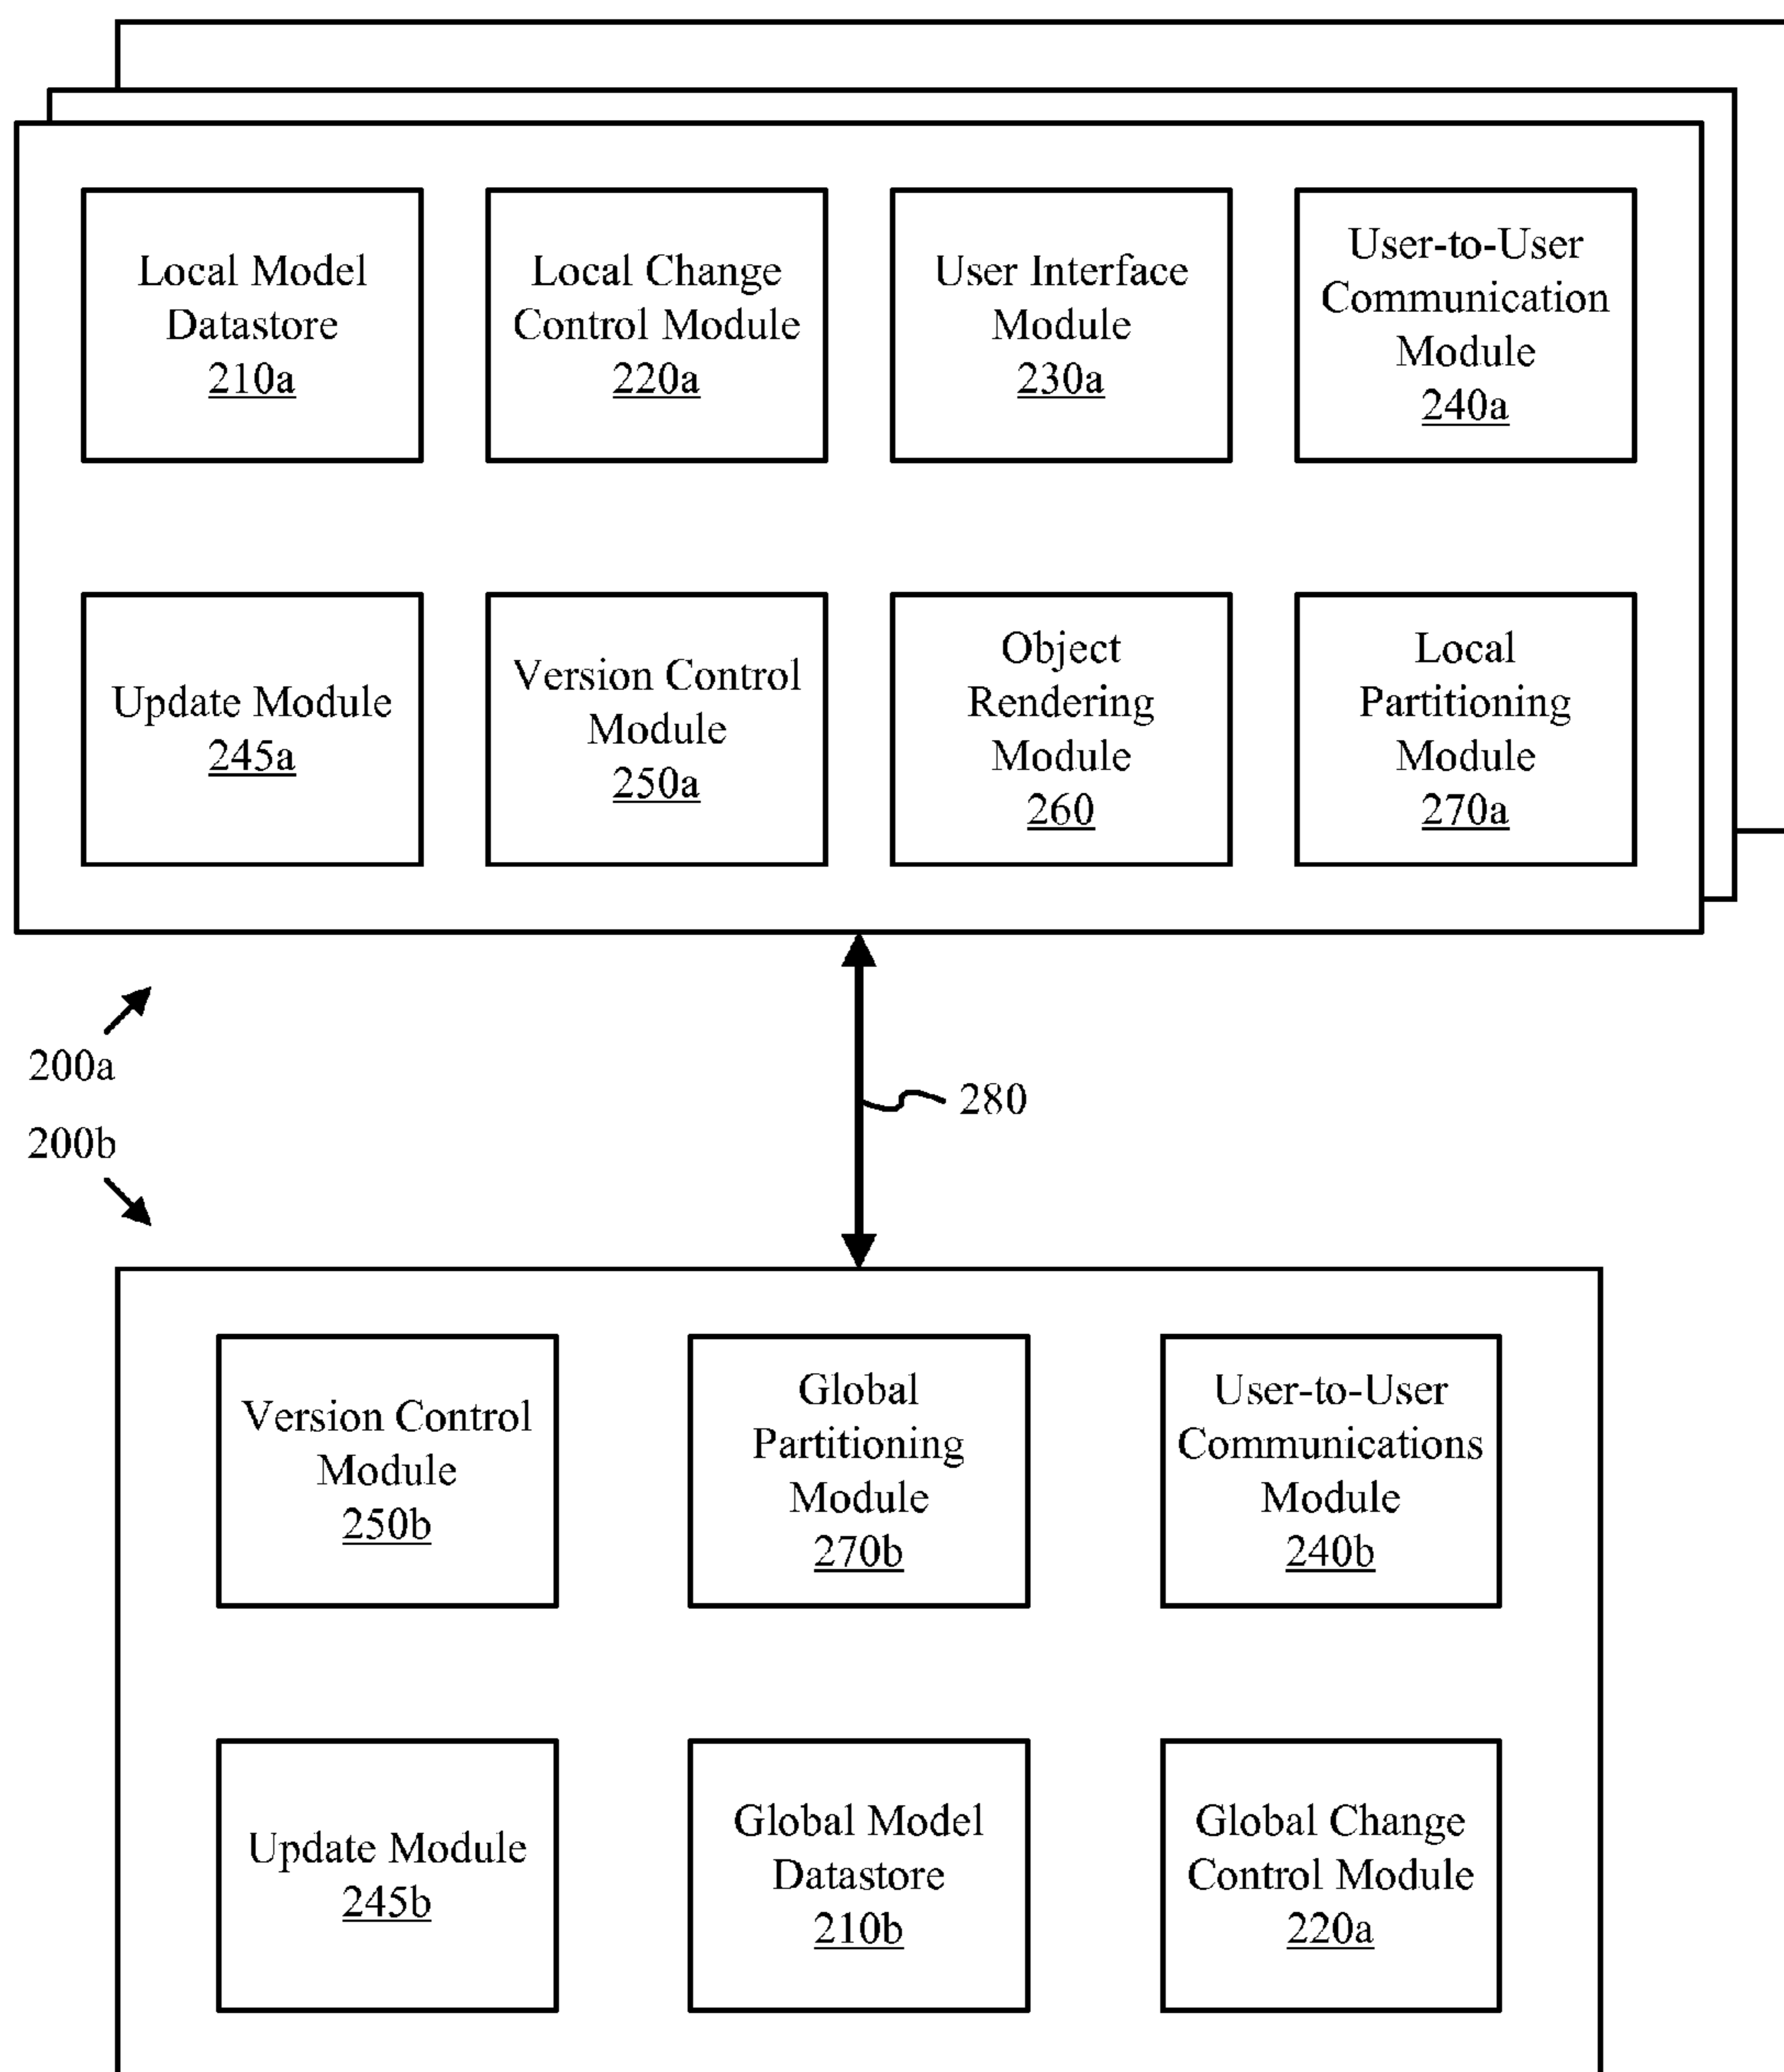 Local Model
Datastore
210a
Local Change
Control Module
220a
User Interface
Module
230a
User-to-User
Communication
Module
240a
Update Module
245a
Version Control
Module
250a
Object
Rendering
Module
260
Local
Partitioning
Module
270a
200a
280
200b
Version Control
Module
250b
Global
Partitioning
Module
270b
User-to-User
Communications
Module
240b
Update Module
245b
Global Model
Datastore
210b
Global Change
Control Module
220a